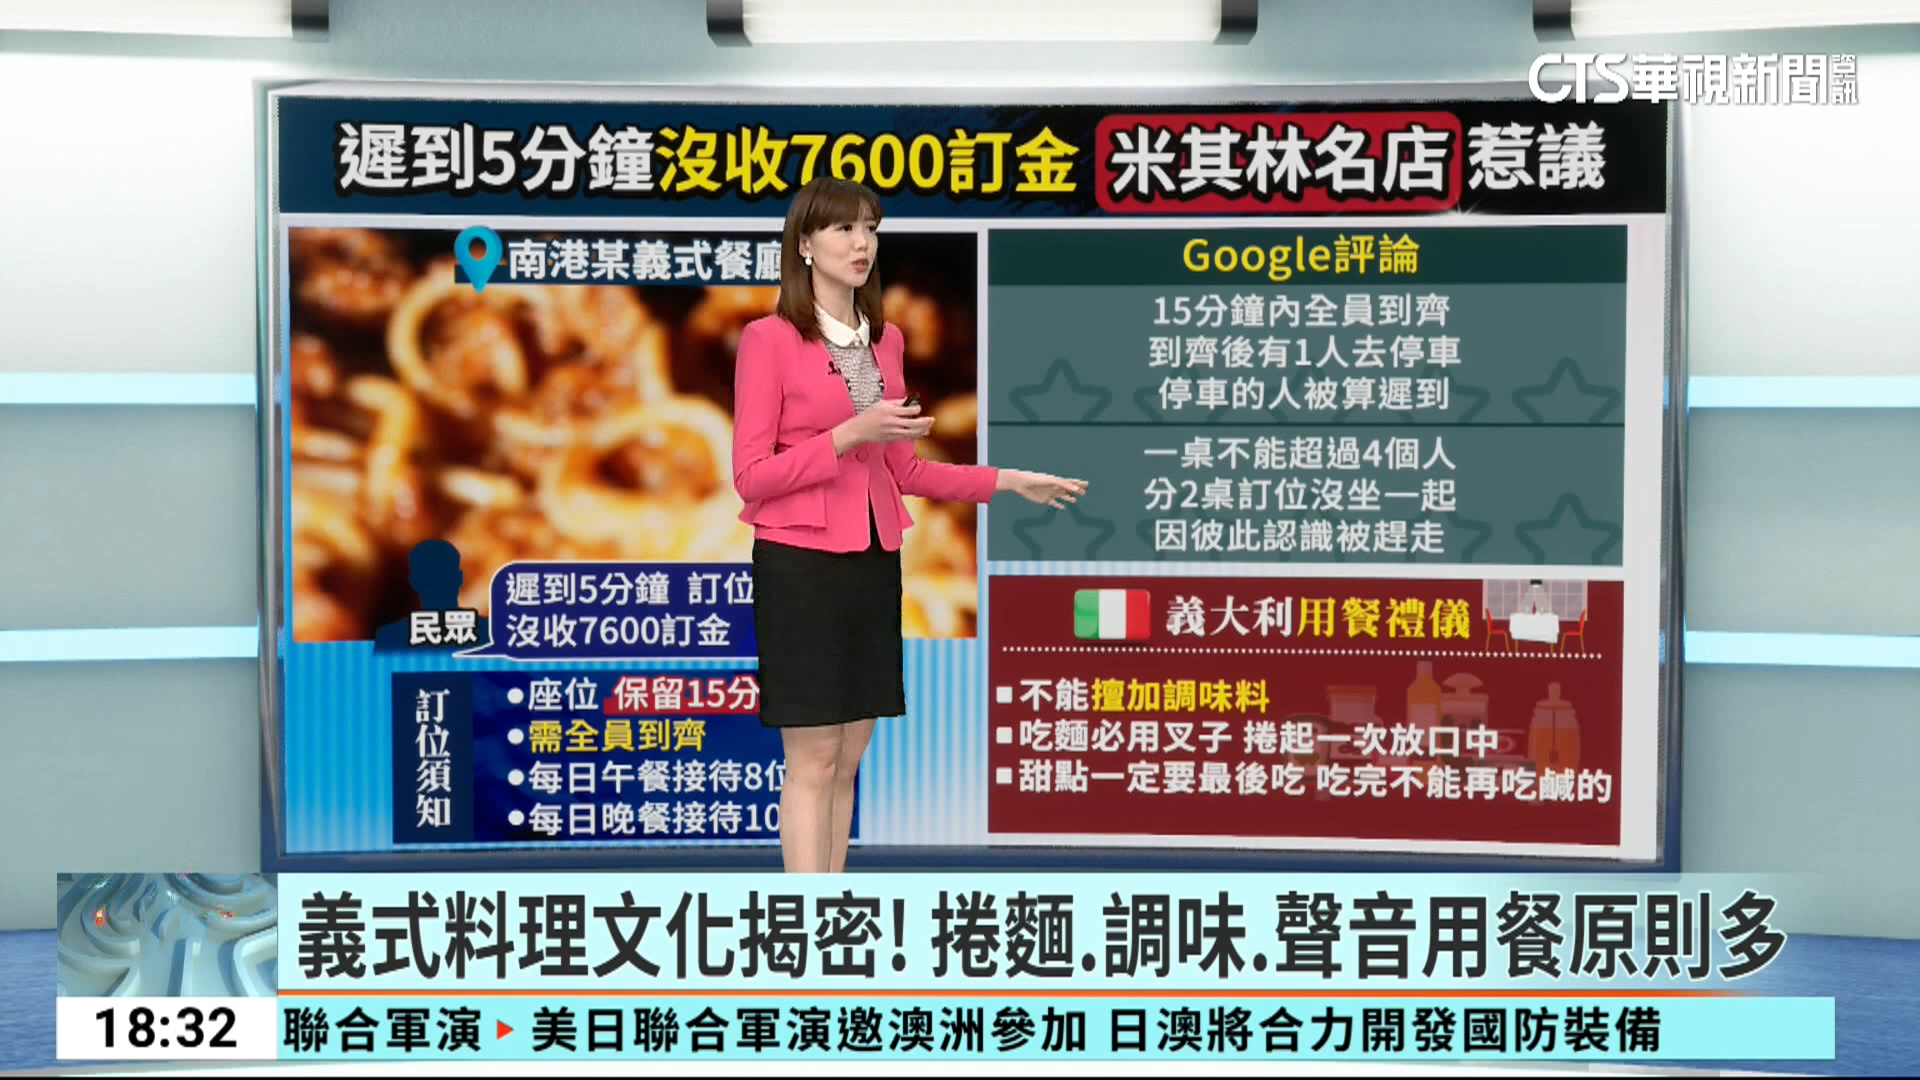 CTS華視新聞資訊
遲到5分鐘沒收7600訂金 米其林名店 惹議
南港某義式餐廳
遲到5分鐘 訂位
沒收7600訂金
民眾
訂位須知
●座位 保留15分
●需全員到齊
●每日午餐接待8位
●每日晚餐接待10
Google評論
15分鐘內全員到齊
到齊後有1人去停車
停車的人被算遲到
一桌不能超過4個人
分2桌訂位沒坐一起
因彼此認識被趕走
義大利用餐禮儀
■不能擅加調味料
■吃麵必用叉子 捲起一次放口中
■甜點一定要最後吃 吃完不能再吃鹹的
義式料理文化揭密! 捲麵.調味.聲音用餐原則多
18:32 聯合軍演▶美日聯合軍演邀澳洲參加 日澳將合力開發國防裝備